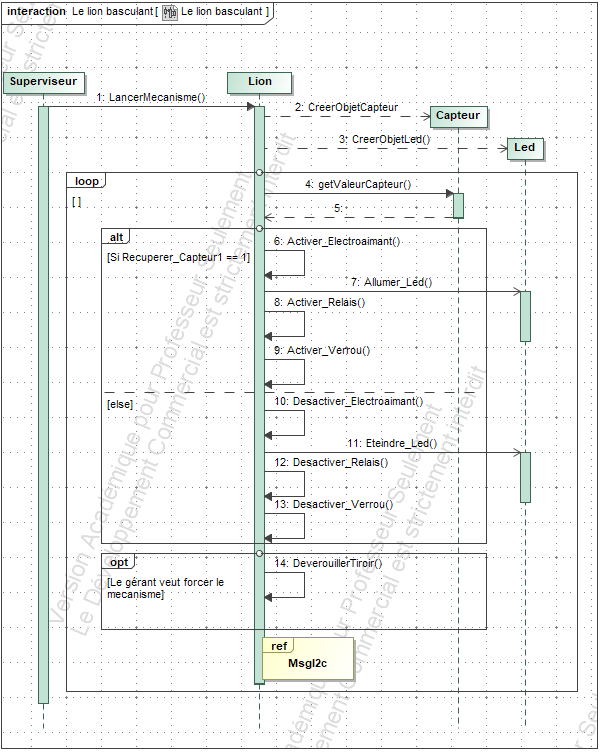 interaction Le lion basculant [ Le lion basculant ]
Superviseur
Lion
1: LancerMecanisme()
2: CreerObjetCapteur
Capteur
3: CreerObjetLed()
Led
loop
[ ]
4: getValeurCapteur()
5:
alt
[Si Recuperer_Capteur1 == 1]
6: Activer_Electroaimant()
7: Allumer_Led()
8: Activer_Relais()
9: Activer_Verrou()
[else]
10: Desactiver_Electroaimant()
11: Eteindre_Led()
12: Desactiver_Relais()
13: Desactiver_Verrou()
opt
[Le gérant veut forcer le
mecanisme]
14: DeverouillerTiroir()
ref
MsgI2c
Version Académique pour Professeur Seulement
Le Développement Commercial est strictement interdit